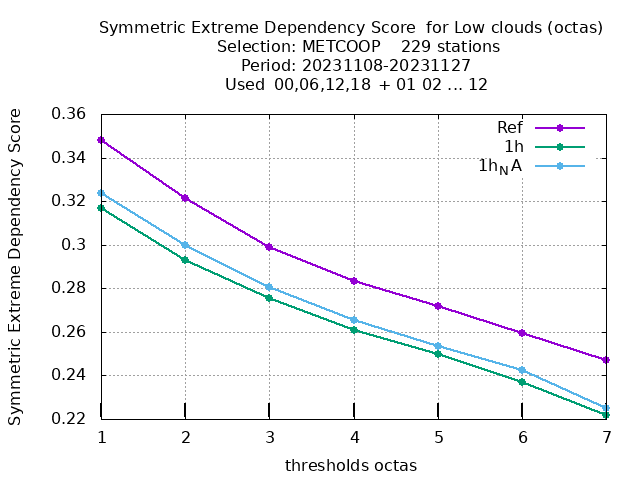 Symmetric Extreme Dependency Score for Low clouds (octas)
Selection: METCOOP 229 stations
Period: 20231108-20231127
Used 00,06,12,18 + 01 02 ... 12
Symmetric Extreme Dependency Score
0.36
0.34
0.32
0.3
0.28
0.26
0.24
0.22
Ref
1h
1hNA
1 2 3 4 5 6 7
thresholds octas